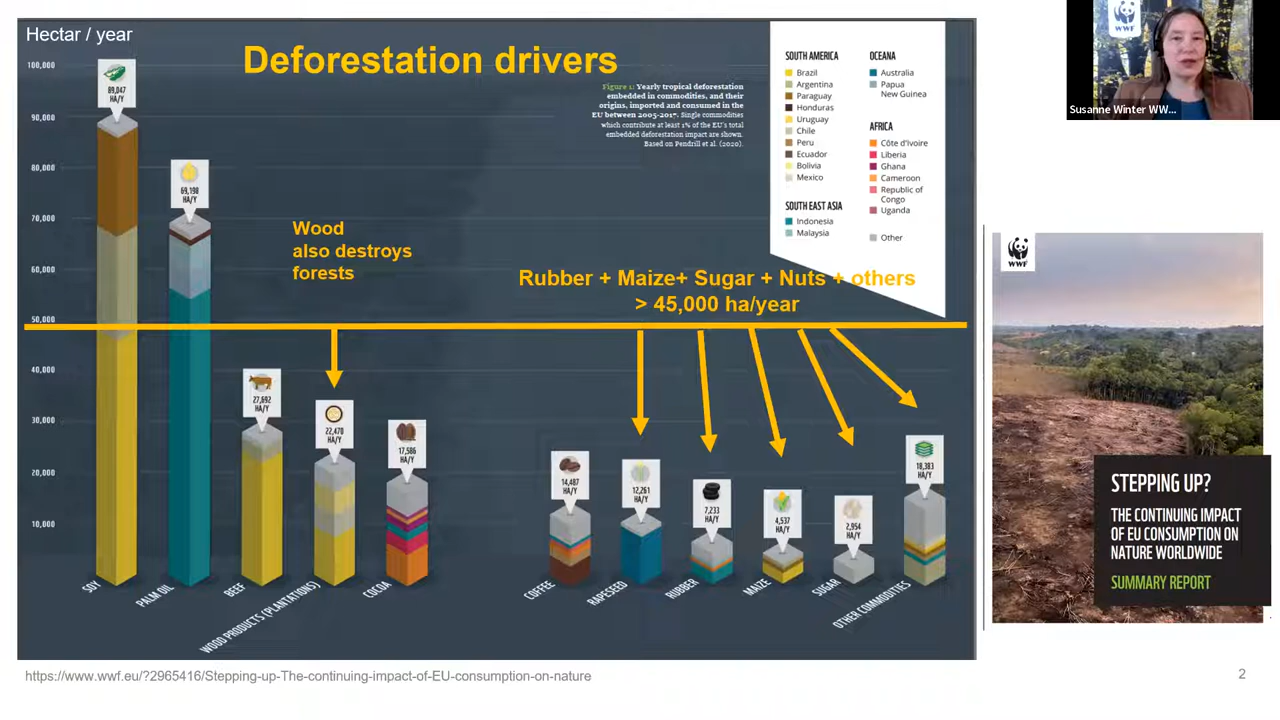 Hectar / year
Deforestation drivers
100,000
90,000
80,000
70,000
60,000
50,000
40,000
30,000
20,000
10,000
Figure 1: Yearly tropical deforestation
embedded in commodities, and their
origins, imported and consumed in the
EU between 2005-2017. Single commodities
which contribute at least 1% of the EU's total
embedded deforestation impact are shown.
Based on Pendrill et al. (2020).
SOUTH AMERICA
Brazil
Argentina
Paraguay
Honduras
Uruguay
Chile
Peru
Ecuador
Bolivia
Mexico
SOUTH EAST ASIA
Indonesia
Malaysia
OCEANA
Australia
Papua
New Guinea
AFRICA
Côte d'Ivoire
Liberia
Ghana
Cameroon
Republic of
Congo
Uganda
Other
Wood
also destroys
forests
Rubber + Maize+ Sugar + Nuts + others
> 45,000 ha/year
89,047
HA/Y
69,198
HA/Y
27,692
HA/Y
22,470
HA/Y
17,586
HA/Y
14,487
HA/Y
12,261
HA/Y
7,233
HA/Y
4,537
HA/Y
2,954
HA/Y
18,383
HA/Y
SOY
PALM OIL
BEEF
WOOD PRODUCTS (PLANTATIONS)
COCOA
COFFEE
RAPESEED
RUBBER
MAIZE
SUGAR
OTHER COMMODITIES
https://www.wwf.eu/?2965416/Stepping-up-The-continuing-impact-of-EU-consumption-on-nature
WWF
Susanne Winter WW...
WWF
STEPPING UP?
THE CONTINUING IMPACT
OF EU CONSUMPTION ON
NATURE WORLDWIDE
SUMMARY REPORT
2